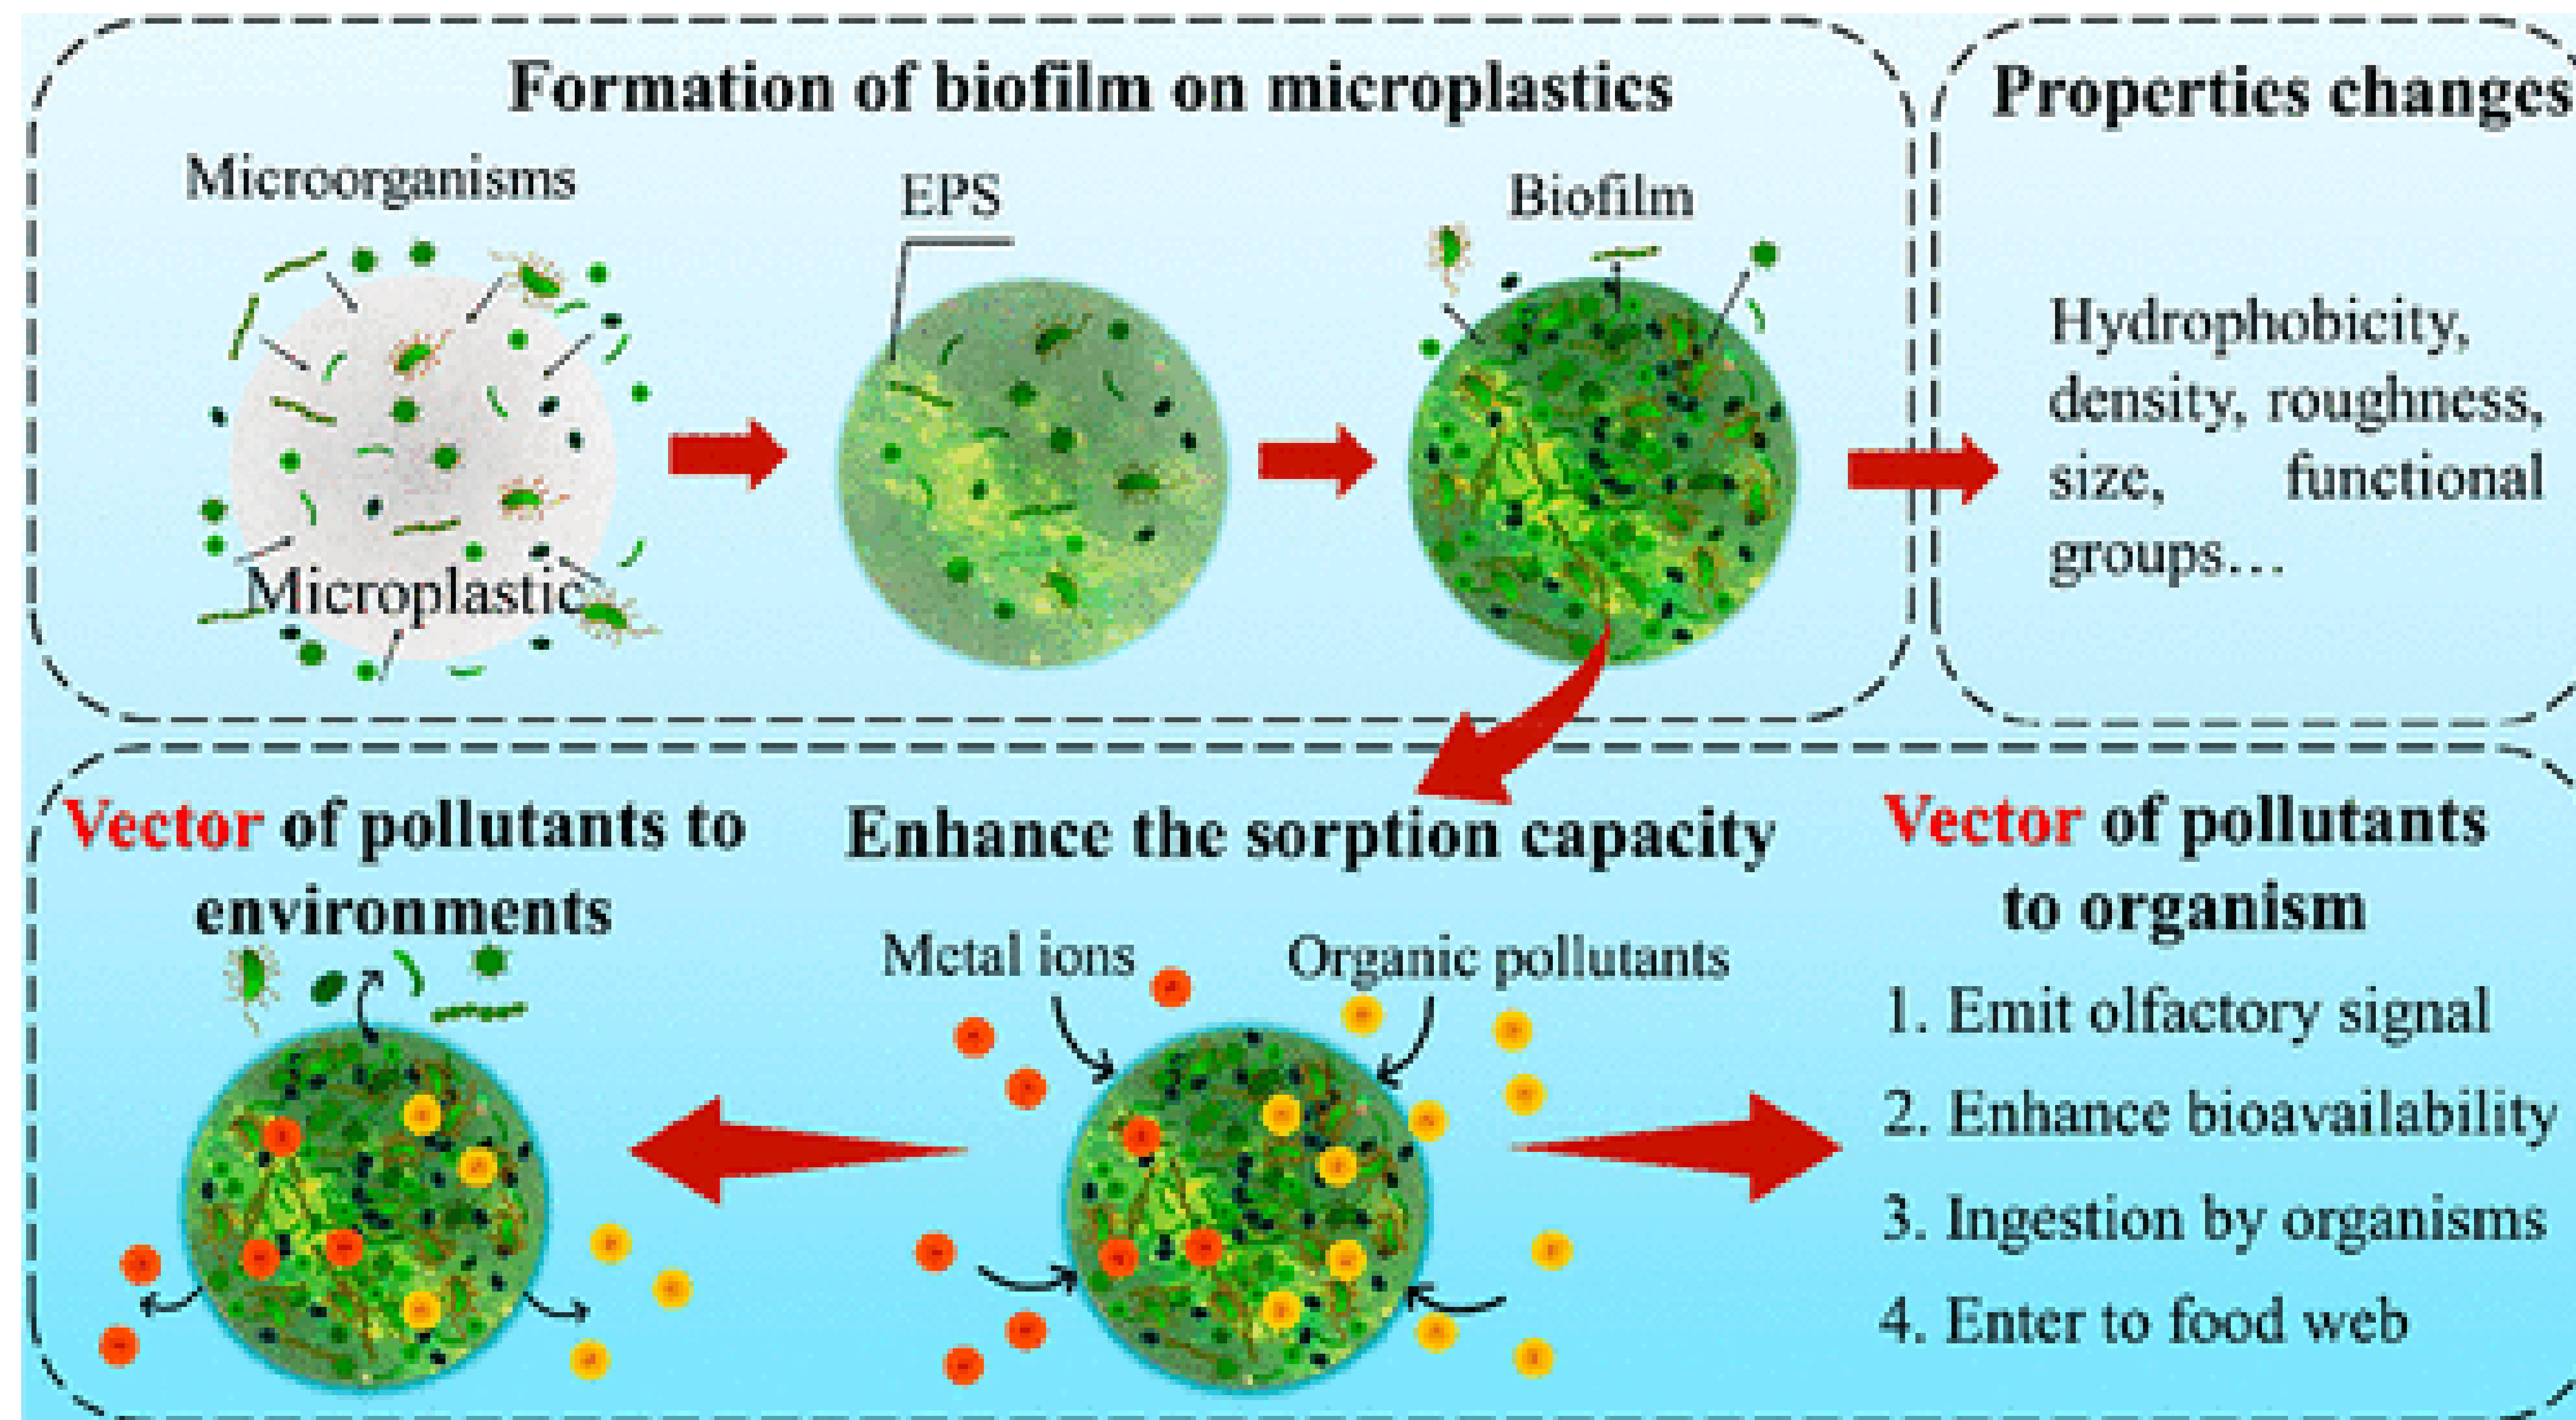 Formation of biofilm on microplastics
Microorganisms
EPS
Biofilm
Microplastic
Properties changes
Hydrophobicity,
density, roughness,
size, functional
groups...
Vector of pollutants to
environments
Enhance the sorption capacity
Metal ions
Organic pollutants
Vector of pollutants
to organism
1. Emit olfactory signal
2. Enhance bioavailability
3. Ingestion by organisms
4. Enter to food web